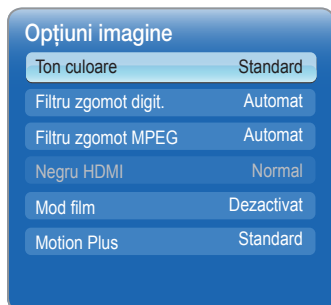 Opțiuni imagine
Ton culoare Standard
Filtru zgomot digit. Automat
Filtru zgomot MPEG Automat
Negru HDMI Normal
Mod film Dezactivat
Motion Plus Standard